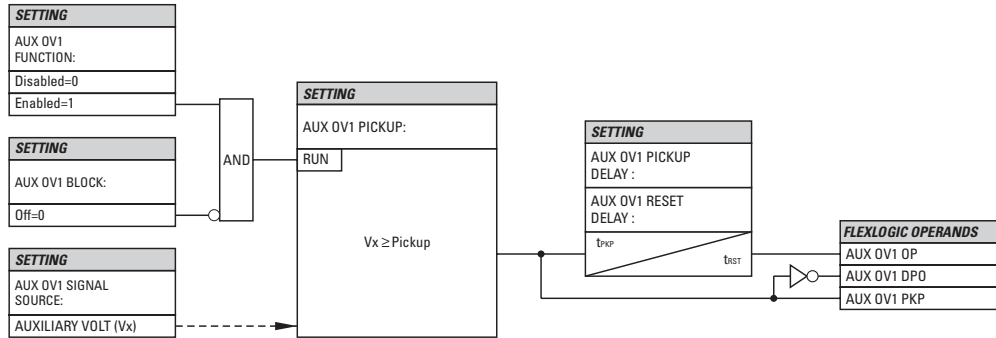 SETTING
AUX OV1
FUNCTION:
Disabled=0
Enabled=1
SETTING
AUX OV1 BLOCK:
Off=0
SETTING
AUX OV1 SIGNAL
SOURCE:
AUXILIARY VOLT (Vx)
AND
SETTING
AUX OV1 PICKUP:
RUN
Vx ≥ Pickup
SETTING
AUX OV1 PICKUP
DELAY :
AUX OV1 RESET
DELAY :
tPKP
tRST
FLEXLOGIC OPERANDS
AUX OV1 OP
AUX OV1 DPO
AUX OV1 PKP